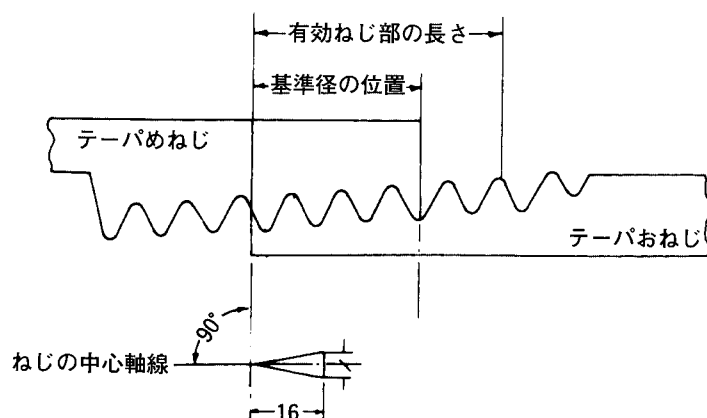 有効ねじ部の長さ
基準径の位置
テーパめねじ
テーパおねじ
90°
ねじの中心軸線
1
16